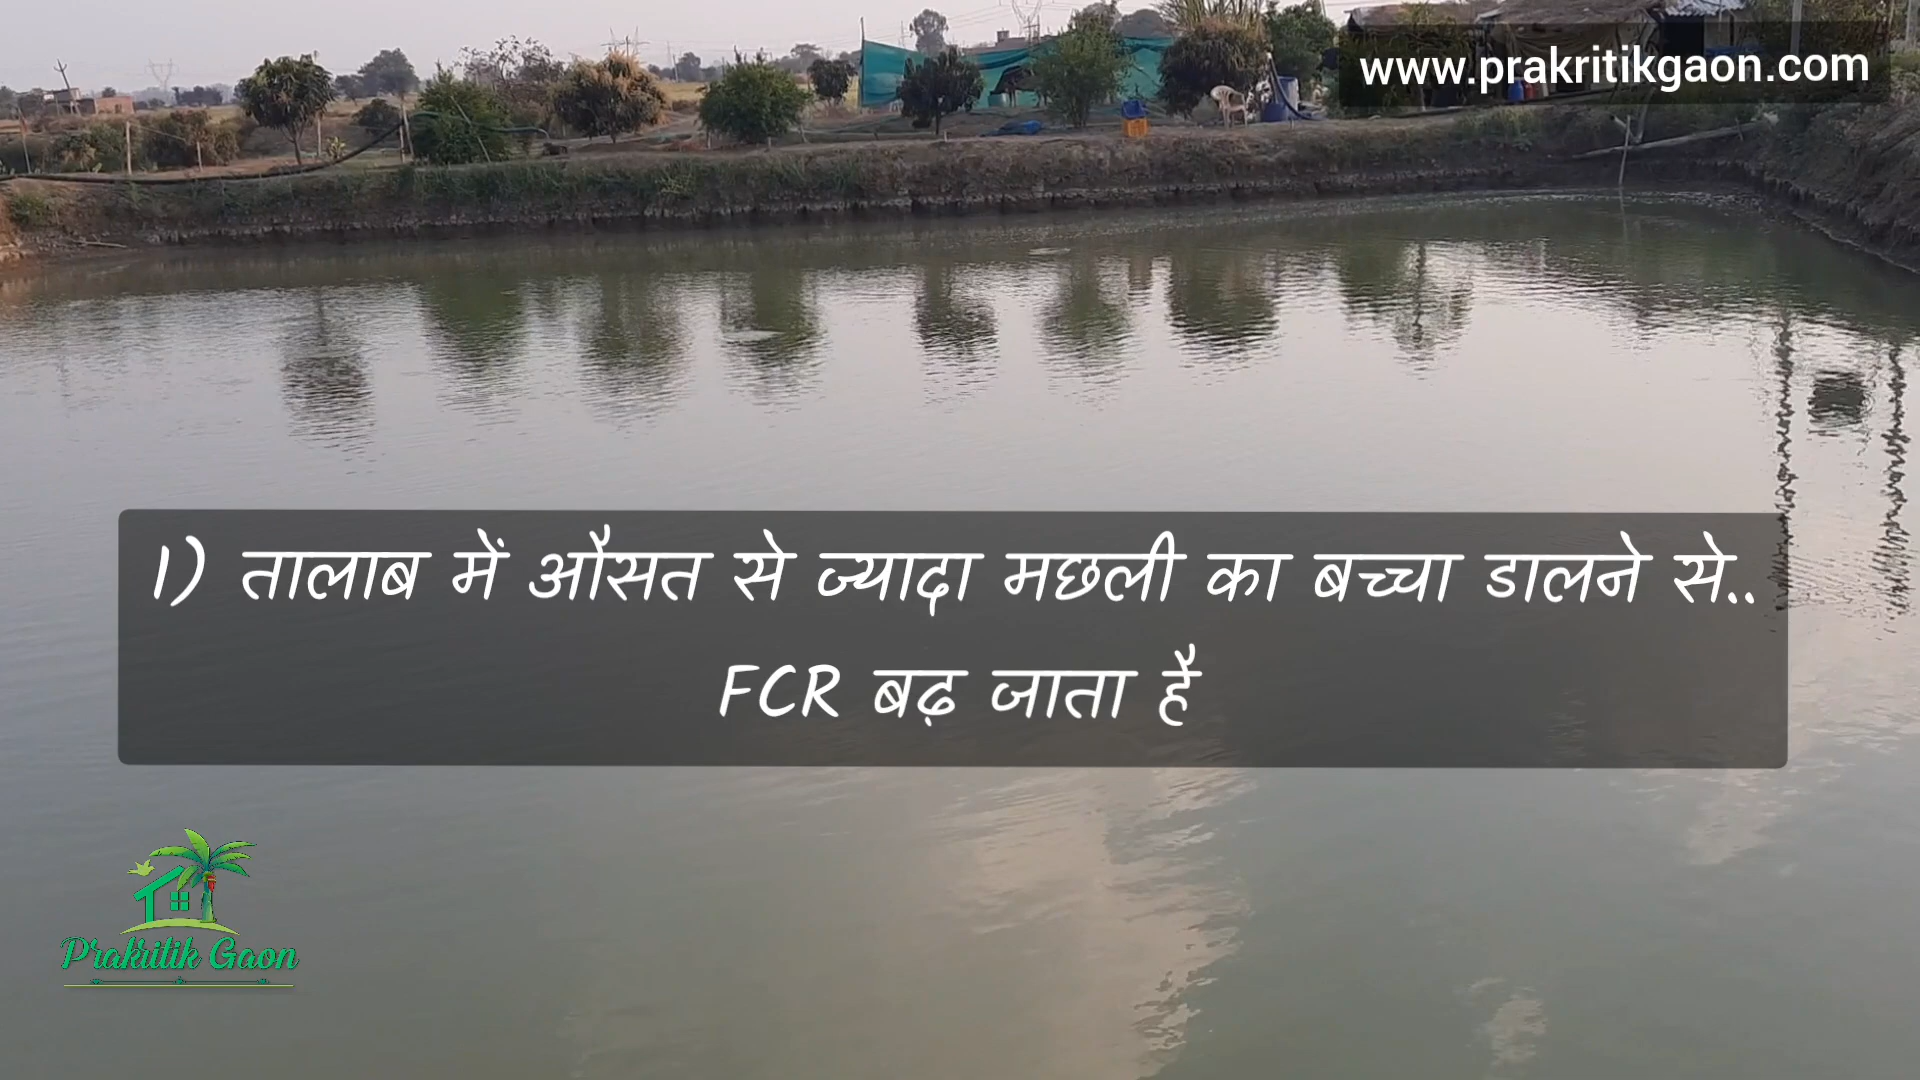 www.prakritikgaon.com
1) तालाब में औसत से ज्यादा मछली का बच्चा डालने से..
FCR बढ़ जाता है
Prakritik Gaon